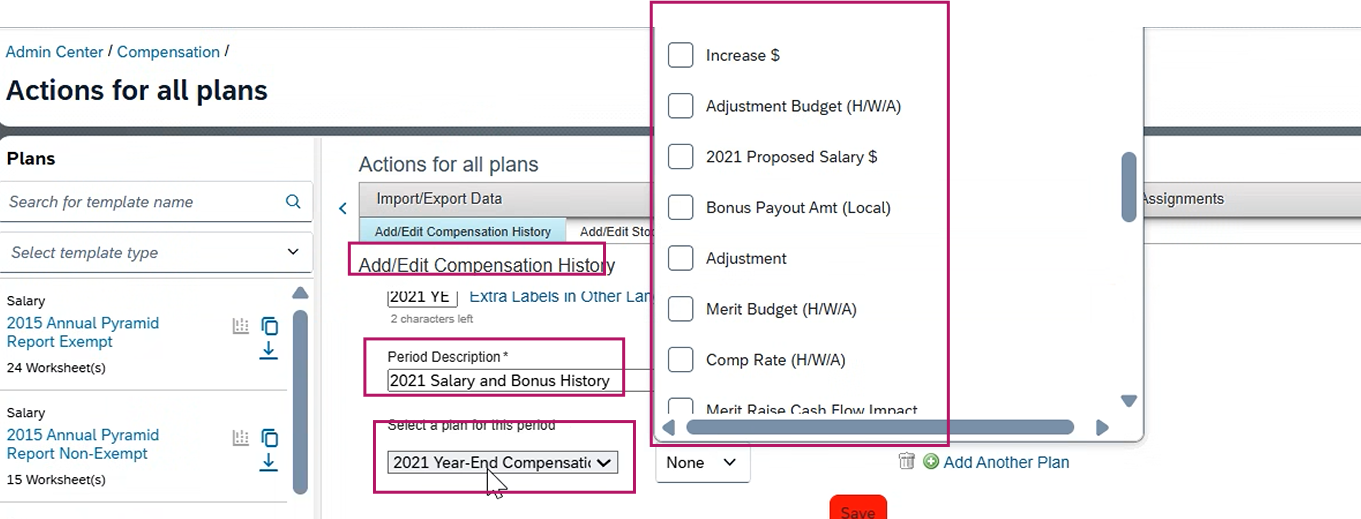 Admin Center / Compensation /
Actions for all plans
Plans
Search for template name
Select template type
Salary
2015 Annual Pyramid
Report Exempt
24 Worksheet(s)
Salary
2015 Annual Pyramid
Report Non-Exempt
15 Worksheet(s)
Actions for all plans
Import/Export Data
Assignments
Add/Edit Compensation History
Add/Edit Stoc
Add/Edit Compensation History
2021 YE
Extra Labels in Other Lan
2 characters left
Period Description *
2021 Salary and Bonus History
Select a plan for this period
2021 Year-End Compensatio
None
Add Another Plan
Save
Increase $
Adjustment Budget (H/W/A)
2021 Proposed Salary $
Bonus Payout Amt (Local)
Adjustment
Merit Budget (H/W/A)
Comp Rate (H/W/A)
Merit Raise Cash Flow Impact